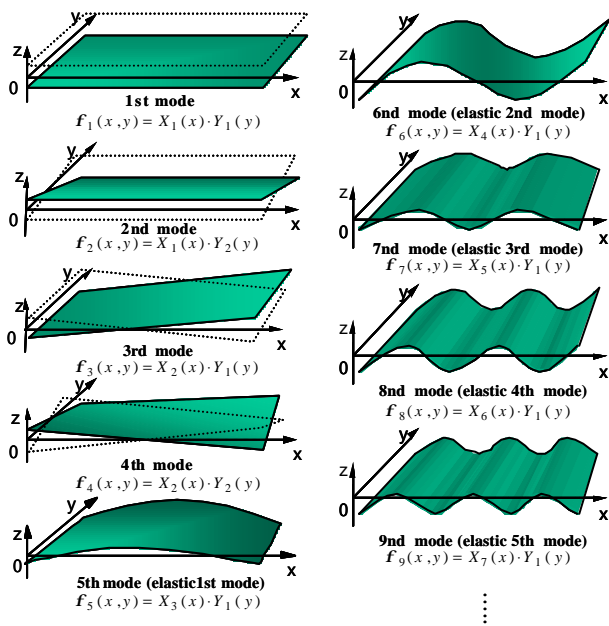 y
z
0
x
1st mode
f₁(x,y) = X₁(x)·Y₁(y)
y
z
0
x
2nd mode
f₂(x,y) = X₁(x)·Y₂(y)
y
z
0
x
3rd mode
f₃(x,y) = X₂(x)·Y₁(y)
y
z
0
x
4th mode
f₄(x,y) = X₂(x)·Y₂(y)
y
z
0
x
5th mode (elastic1st mode)
f₅(x,y) = X₃(x)·Y₁(y)
y
z
0
x
6nd mode (elastic 2nd mode)
f₆(x,y) = X₄(x)·Y₁(y)
y
z
0
x
7nd mode (elastic 3rd mode)
f₇(x,y) = X₅(x)·Y₁(y)
y
z
0
x
8nd mode (elastic 4th mode)
f₈(x,y) = X₆(x)·Y₁(y)
y
z
0
x
9nd mode (elastic 5th mode)
f₉(x,y) = X₇(x)·Y₁(y)